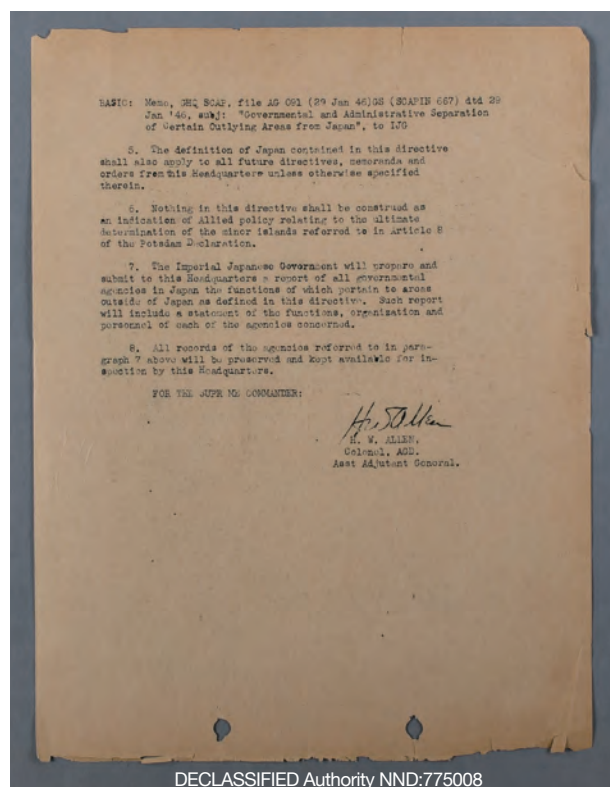 BASIC: Memo, GHQ SCAP, file AG 091 (29 Jan 46)GS (SCAPIN 667) dtd 29
Jan '46, subj: "Governmental and Administrative Separation
of Certain Outlying Areas from Japan", to IJG
5. The definition of Japan contained in this directive
shall also apply to all future directives, memoranda and
orders from this Headquarters unless otherwise specified
therein.
6. Nothing in this directive shall be construed as
an indication of Allied policy relating to the ultimate
determination of the minor islands referred to in Article 8
of the Potsdam Declaration.
7. The Imperial Japanese Government will prepare and
submit to this Headquarters a report of all governmental
agencies in Japan the functions of which pertain to areas
outside of Japan as defined in this directive. Such report
will include a statement of the functions, organization and
personnel of each of the agencies concerned.
8. All records of the agencies referred to in para-
graph 7 above will be preserved and kept available for in-
spection by this Headquarters.
FOR THE SUPR ME COMMANDER:
H. W. ALLEN,
Colonel, AGD.
Asst Adjutant General.
DECLASSIFIED Authority NND:775008